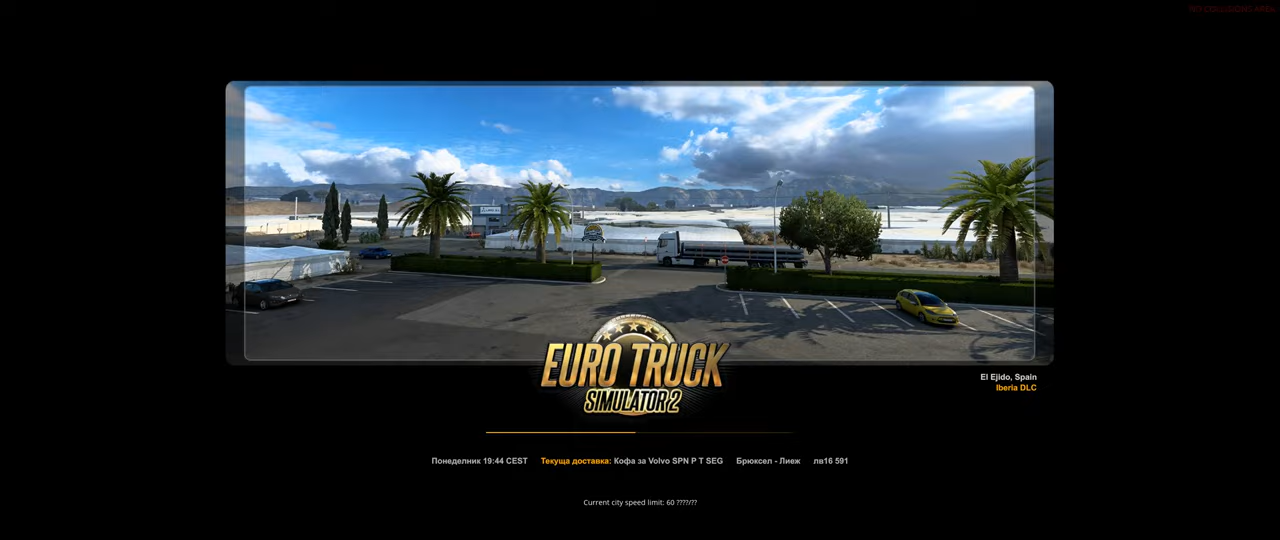 EURO TRUCK
SIMULATOR 2
El Ejido, Spain
Iberia DLC
Понеделник 19:44 CEST Текуща доставка: Кофа за Volvo SPN P T SEG Брюксел - Лиеж лв16 591
Current city speed limit: 60 ????/??